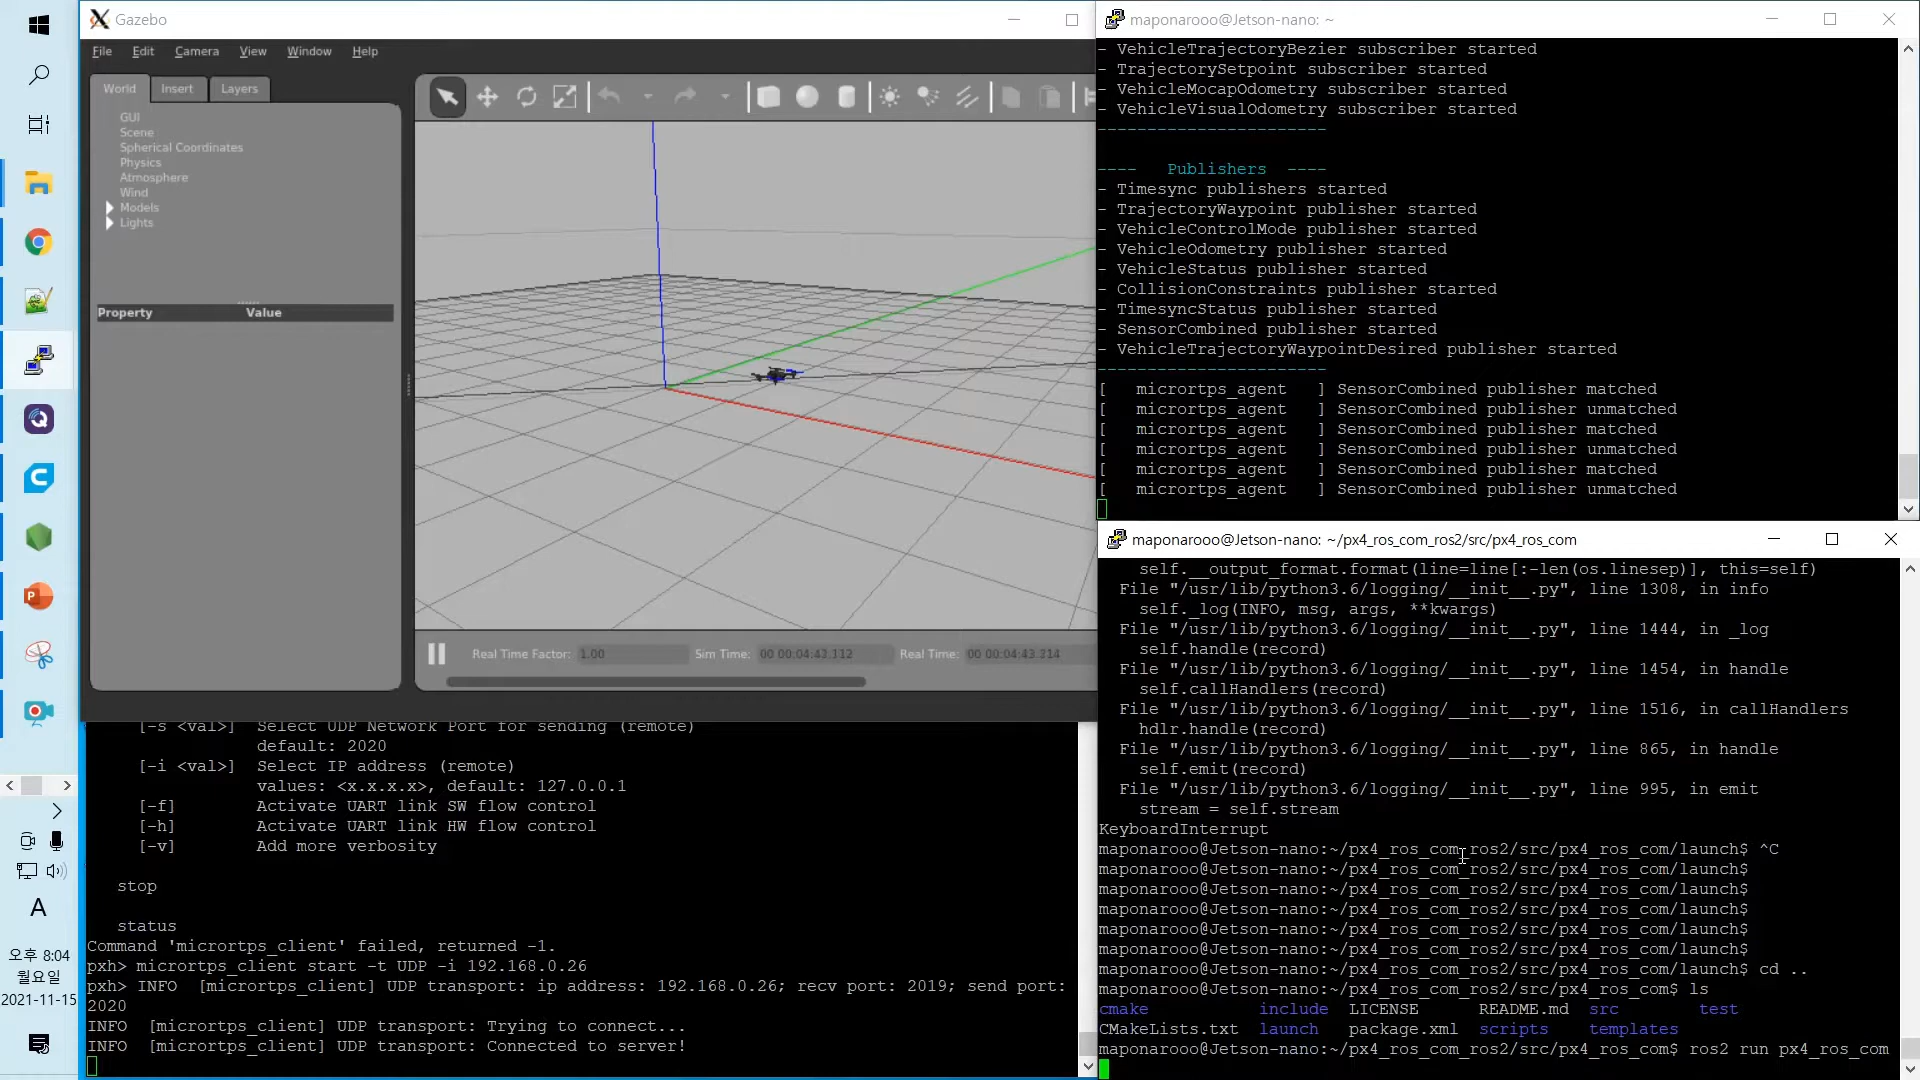 Gazebo
File Edit Camera View Window Help
World Insert Layers
GUI
Scene
Spherical Coordinates
Physics
Atmosphere
Wind
Models
Lights
Property Value
Real Time Factor: 1.00 Sim Time: 00 00:04:43.112 Real Time: 00 00:04:43.314
[-s <val>] Select UDP Network Port for sending (remote)
default: 2020
[-i <val>] Select IP address (remote)
values: <x.x.x.x>, default: 127.0.0.1
[-f] Activate UART link SW flow control
[-h] Activate UART link HW flow control
[-v] Add more verbosity
stop
status
Command 'micrortps_client' failed, returned -1.
pxh> micrortps_client start -t UDP -i 192.168.0.26
pxh> INFO [micrortps_client] UDP transport: ip address: 192.168.0.26; recv port: 2019; send port:
2020
INFO [micrortps_client] UDP transport: Trying to connect...
INFO [micrortps_client] UDP transport: Connected to server!
maponarooo@Jetson-nano: ~
- VehicleTrajectoryBezier subscriber started
- TrajectorySetpoint subscriber started
- VehicleMocapOdometry subscriber started
- VehicleVisualOdometry subscriber started
-----------------------
---- Publishers ----
- Timesync publishers started
- TrajectoryWaypoint publisher started
- VehicleControlMode publisher started
- VehicleOdometry publisher started
- VehicleStatus publisher started
- CollisionConstraints publisher started
- TimesyncStatus publisher started
- SensorCombined publisher started
- VehicleTrajectoryWaypointDesired publisher started
-----------------------
[ micrortps_agent ] SensorCombined publisher matched
[ micrortps_agent ] SensorCombined publisher unmatched
[ micrortps_agent ] SensorCombined publisher matched
[ micrortps_agent ] SensorCombined publisher unmatched
[ micrortps_agent ] SensorCombined publisher matched
[ micrortps_agent ] SensorCombined publisher unmatched
maponarooo@Jetson-nano: ~/px4_ros_com_ros2/src/px4_ros_com
self.__output_format.format(line=line[:-len(os.linesep)], this=self)
File "/usr/lib/python3.6/logging/__init__.py", line 1308, in info
self._log(INFO, msg, args, **kwargs)
File "/usr/lib/python3.6/logging/__init__.py", line 1444, in _log
self.handle(record)
File "/usr/lib/python3.6/logging/__init__.py", line 1454, in handle
self.callHandlers(record)
File "/usr/lib/python3.6/logging/__init__.py", line 1516, in callHandlers
hdlr.handle(record)
File "/usr/lib/python3.6/logging/__init__.py", line 865, in handle
self.emit(record)
File "/usr/lib/python3.6/logging/__init__.py", line 995, in emit
stream = self.stream
KeyboardInterrupt
maponarooo@Jetson-nano:~/px4_ros_com_ros2/src/px4_ros_com/launch$ ^C
maponarooo@Jetson-nano:~/px4_ros_com_ros2/src/px4_ros_com/launch$
maponarooo@Jetson-nano:~/px4_ros_com_ros2/src/px4_ros_com/launch$
maponarooo@Jetson-nano:~/px4_ros_com_ros2/src/px4_ros_com/launch$
maponarooo@Jetson-nano:~/px4_ros_com_ros2/src/px4_ros_com/launch$
maponarooo@Jetson-nano:~/px4_ros_com_ros2/src/px4_ros_com/launch$
maponarooo@Jetson-nano:~/px4_ros_com_ros2/src/px4_ros_com/launch$ cd ..
maponarooo@Jetson-nano:~/px4_ros_com_ros2/src/px4_ros_com$ ls
cmake include LICENSE README.md src test
CMakeLists.txt launch package.xml scripts templates
maponarooo@Jetson-nano:~/px4_ros_com_ros2/src/px4_ros_com$ ros2 run px4_ros_com
A
오후 8:04
월요일
2021-11-15